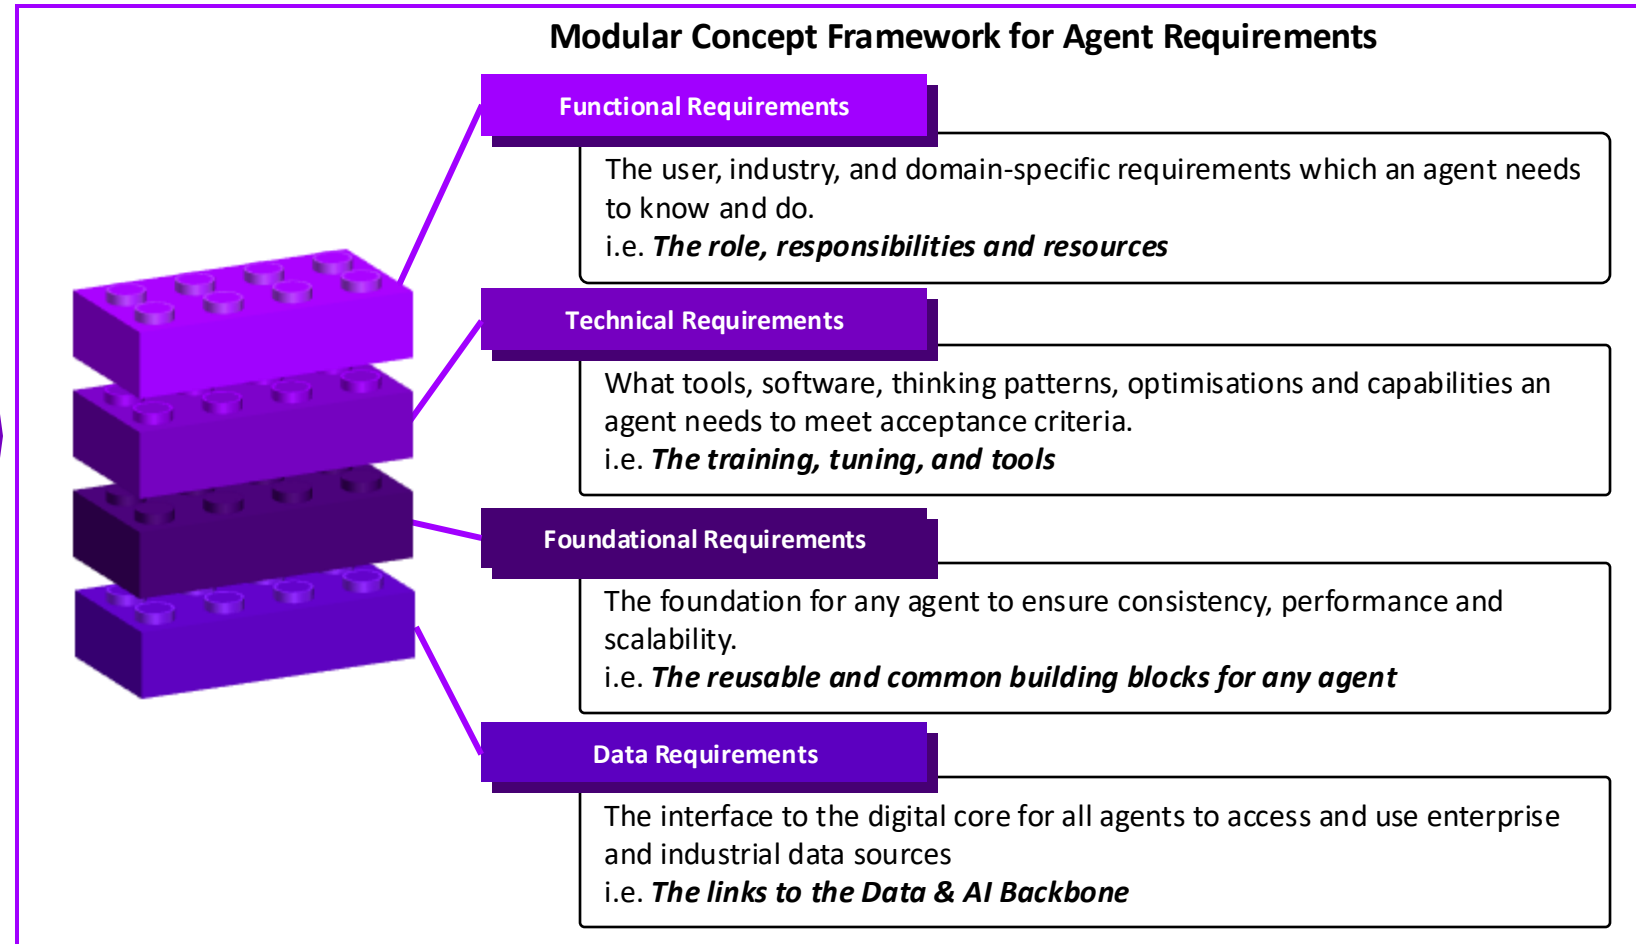 Modular Concept Framework for Agent Requirements
Functional Requirements
The user, industry, and domain-specific requirements which an agent needs
to know and do.
i.e. The role, responsibilities and resources
Technical Requirements
What tools, software, thinking patterns, optimisations and capabilities an
agent needs to meet acceptance criteria.
i.e. The training, tuning, and tools
Foundational Requirements
The foundation for any agent to ensure consistency, performance and
scalability.
i.e. The reusable and common building blocks for any agent
Data Requirements
The interface to the digital core for all agents to access and use enterprise
and industrial data sources
i.e. The links to the Data & AI Backbone